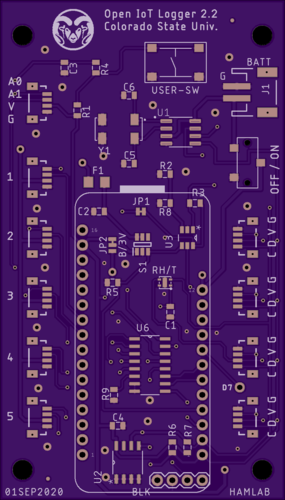 Open IoT Logger 2.2
Colorado State Univ.
BATT
C3
R4
USER-SW
G
J1
A0
A1
V
G
C6
R1
U1
Y1
C5
OFF/ON
1
F1
R2
R3
JP1
C2
R8
2
JP2
B/3V
S1
U3
*
C D V G
R5
RH/T
3
C1
C D V G
U6
4
D7
C D V G
R9
5
C4
R6
R7
C D V G
U2
01SEP2020
BLK
HAMLAB